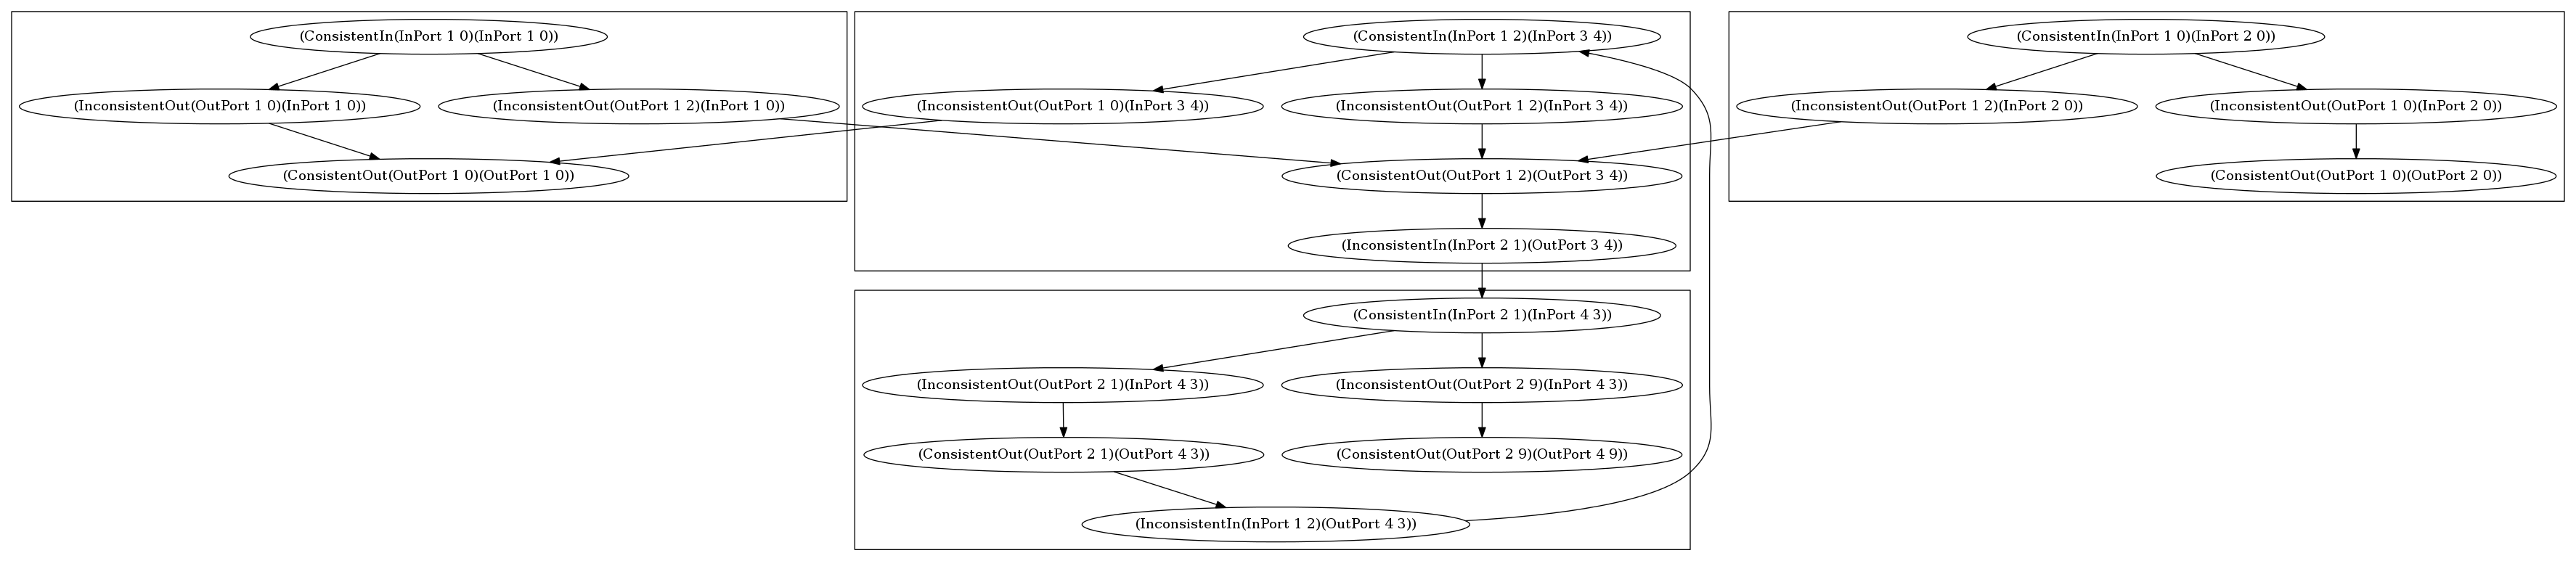 (ConsistentIn(InPort 1 0)(InPort 1 0))
(InconsistentOut(OutPort 1 0)(InPort 1 0))
(InconsistentOut(OutPort 1 2)(InPort 1 0))
(ConsistentOut(OutPort 1 0)(OutPort 1 0))
(ConsistentIn(InPort 1 2)(InPort 3 4))
(InconsistentOut(OutPort 1 0)(InPort 3 4))
(InconsistentOut(OutPort 1 2)(InPort 3 4))
(ConsistentOut(OutPort 1 2)(OutPort 3 4))
(InconsistentIn(InPort 2 1)(OutPort 3 4))
(ConsistentIn(InPort 1 0)(InPort 2 0))
(InconsistentOut(OutPort 1 2)(InPort 2 0))
(InconsistentOut(OutPort 1 0)(InPort 2 0))
(ConsistentOut(OutPort 1 0)(OutPort 2 0))
(ConsistentIn(InPort 2 1)(InPort 4 3))
(InconsistentOut(OutPort 2 1)(InPort 4 3))
(InconsistentOut(OutPort 2 9)(InPort 4 3))
(ConsistentOut(OutPort 2 1)(OutPort 4 3))
(ConsistentOut(OutPort 2 9)(OutPort 4 9))
(InconsistentIn(InPort 1 2)(OutPort 4 3))